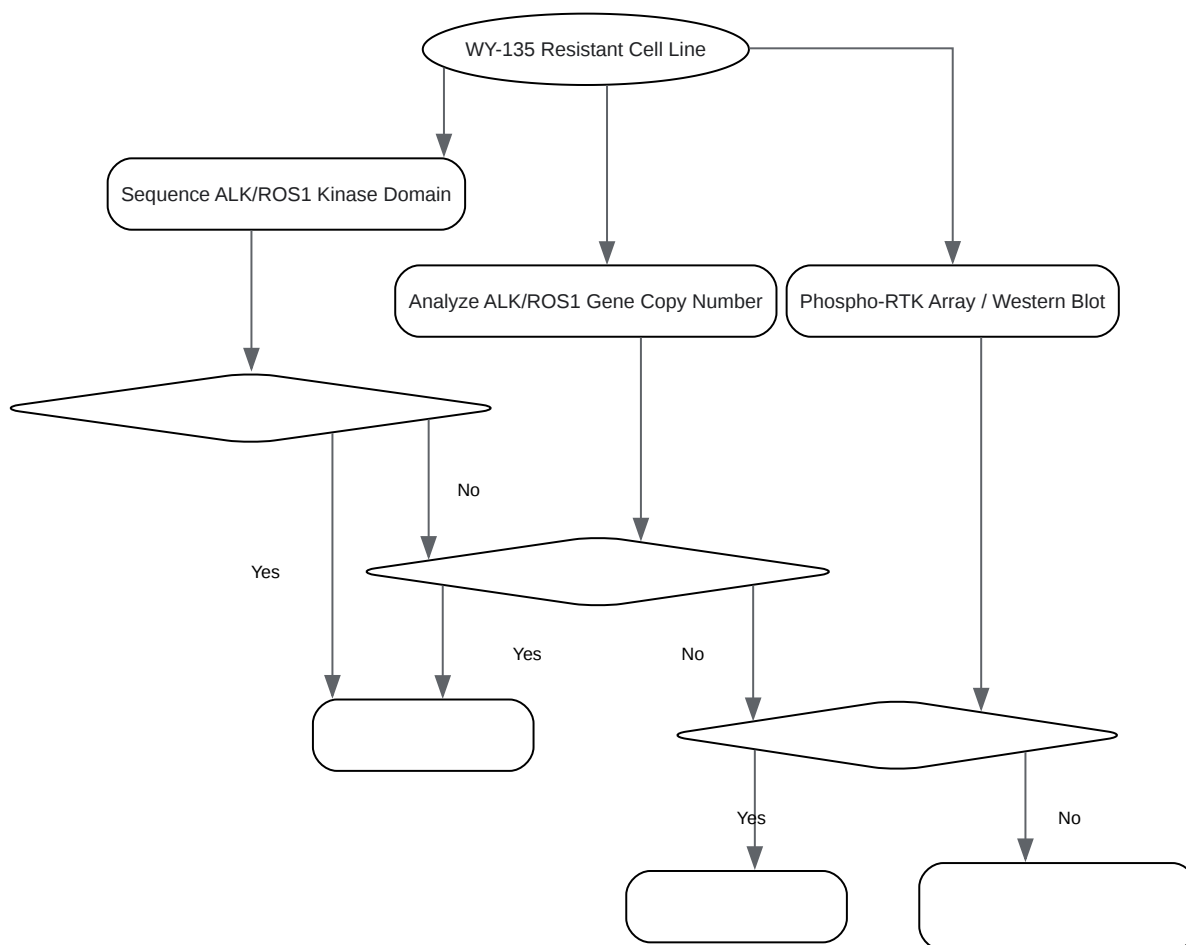 WY-135 Resistant Cell Line
Sequence ALK/ROS1 Kinase Domain
Analyze ALK/ROS1 Gene Copy Number
Phospho-RTK Array / Western Blot
No
Yes
Yes
No
Yes
No